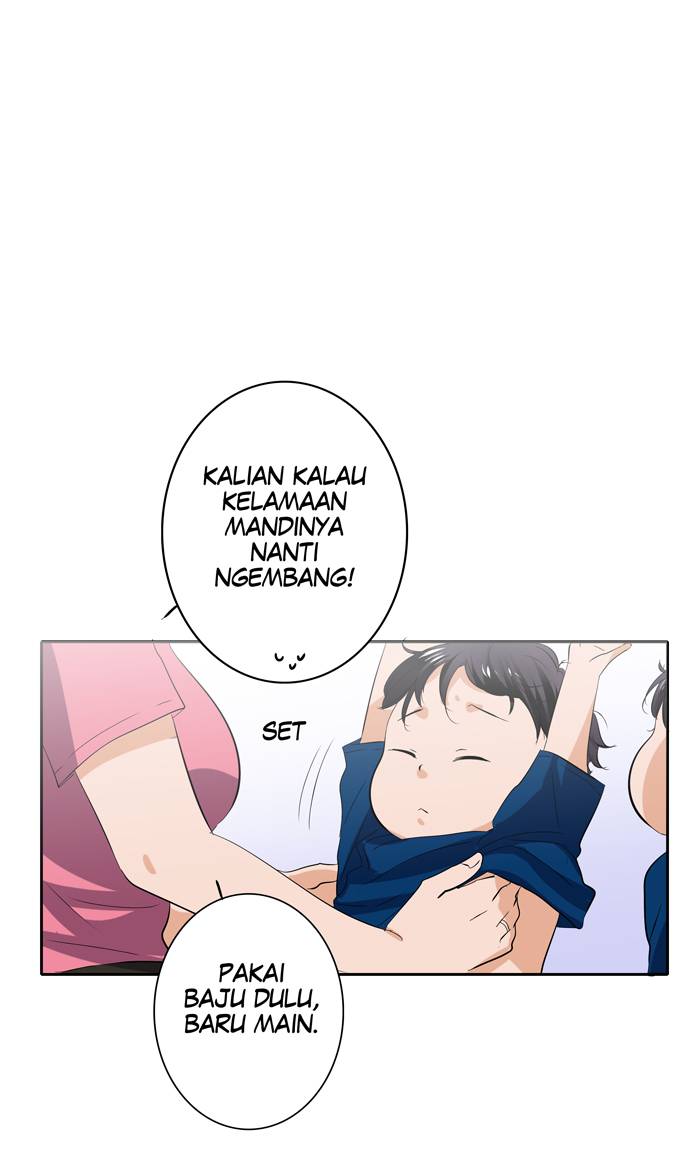 KALIAN KALAU
KELAMAAN
MANDINYA
NANTI
NGEMBANG!
SET
PAKAI
BAJU DULU,
BARU MAIN.